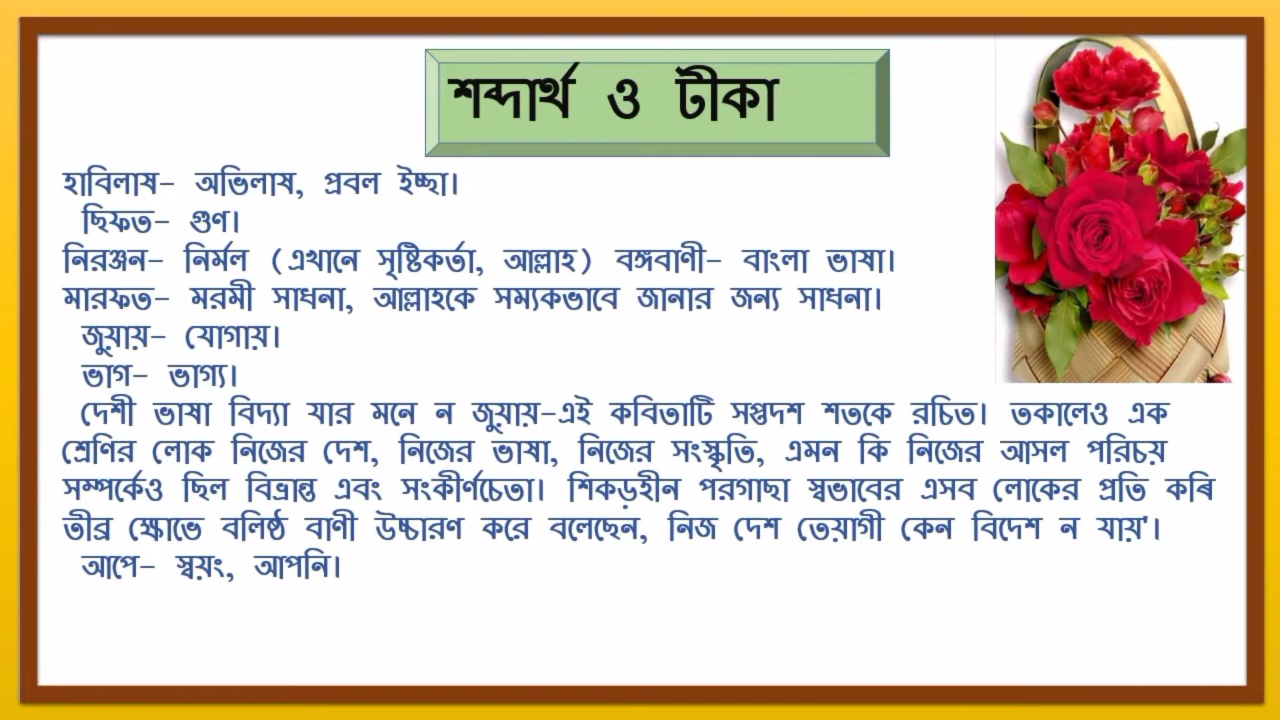 শব্দার্থ ও টীকা
হাবিলাষ- অভিলাষ, প্রবল ইচ্ছা।
ছিফত- গুণ।
নিরঞ্জন- নির্মল (এখানে সৃষ্টিকর্তা, আল্লাহ) বঙ্গবাণী- বাংলা ভাষা।
মারফত- মরমী সাধনা, আল্লাহকে সম্যকভাবে জানার জন্য সাধনা।
জুয়ায়- যোগায়।
ভাগ- ভাগ্য।
দেশী ভাষা বিদ্যা যার মনে ন জুয়ায়-এই কবিতাটি সপ্তদশ শতকে রচিত। তকালেও এক
শ্রেণির লোক নিজের দেশ, নিজের ভাষা, নিজের সংস্কৃতি, এমন কি নিজের আসল পরিচয়
সম্পর্কেও ছিল বিভ্রান্ত এবং সংকীর্ণচেতা। শিকড়হীন পরগাছা স্বভাবের এসব লোকের প্রতি কৰি
তীব্র ক্ষোভে বলিষ্ঠ বাণী উচ্চারণ করে বলেছেন, নিজ দেশ তেয়াগী কেন বিদেশ ন যায়'।
আপে- স্বয়ং, আপনি।